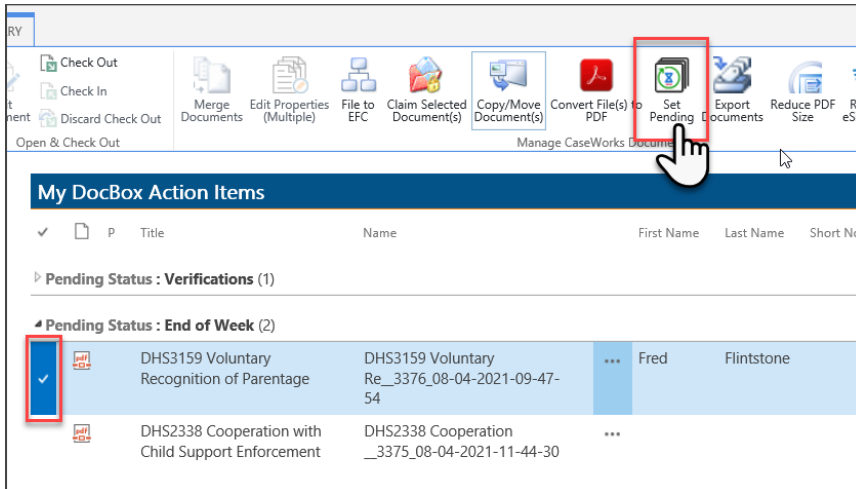 RY
Check Out
Check In
Discard Check Out
Open & Check Out
Merge
Documents
Edit Properties
(Multiple)
File to
EFC
Claim Selected
Document(s)
Copy/Move
Document(s)
Convert File(s) to
PDF
Set
Pending
Export
Documents
Reduce PDF
Size
Manage CaseWorks
My DocBox Action Items
P Title Name First Name Last Name Short
Pending Status : Verifications (1)
Pending Status : End of Week (2)
DHS3159 Voluntary
Recognition of Parentage
DHS3159 Voluntary
Re__3376_08-04-2021-09-47-
54
... Fred Flintstone
DHS2338 Cooperation with
Child Support Enforcement
DHS2338 Cooperation
__3375_08-04-2021-11-44-30
...